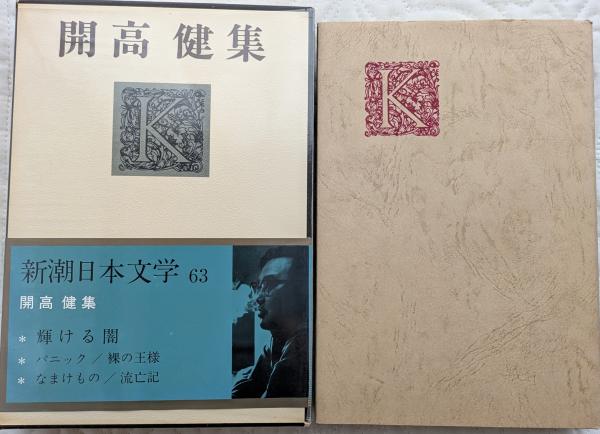 開高 健集
K
新潮日本文学 63
開高 健集
* 輝ける闇
* パニック／裸の王様
* なまけもの／流亡記
K